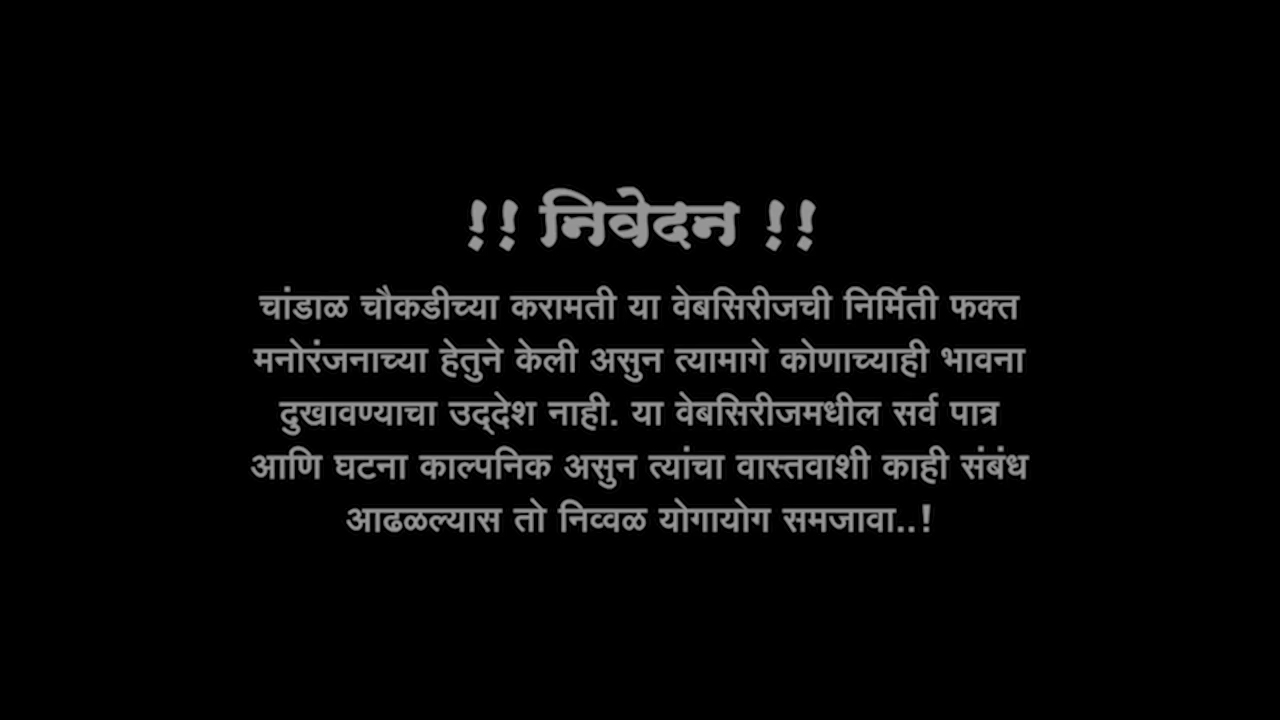 !! निवेदन !!
चांडाळ चौकडीच्या करामती या वेबसिरीजची निर्मिती फक्त
मनोरंजनाच्या हेतुने केली असुन त्यामागे कोणाच्याही भावना
दुखावण्याचा उद्‌देश नाही. या वेबसिरीजमधील सर्व पात्र
आणि घटना काल्पनिक असुन त्यांचा वास्तवाशी काही संबंध
आढळल्यास तो निव्वळ योगायोग समजावा..!